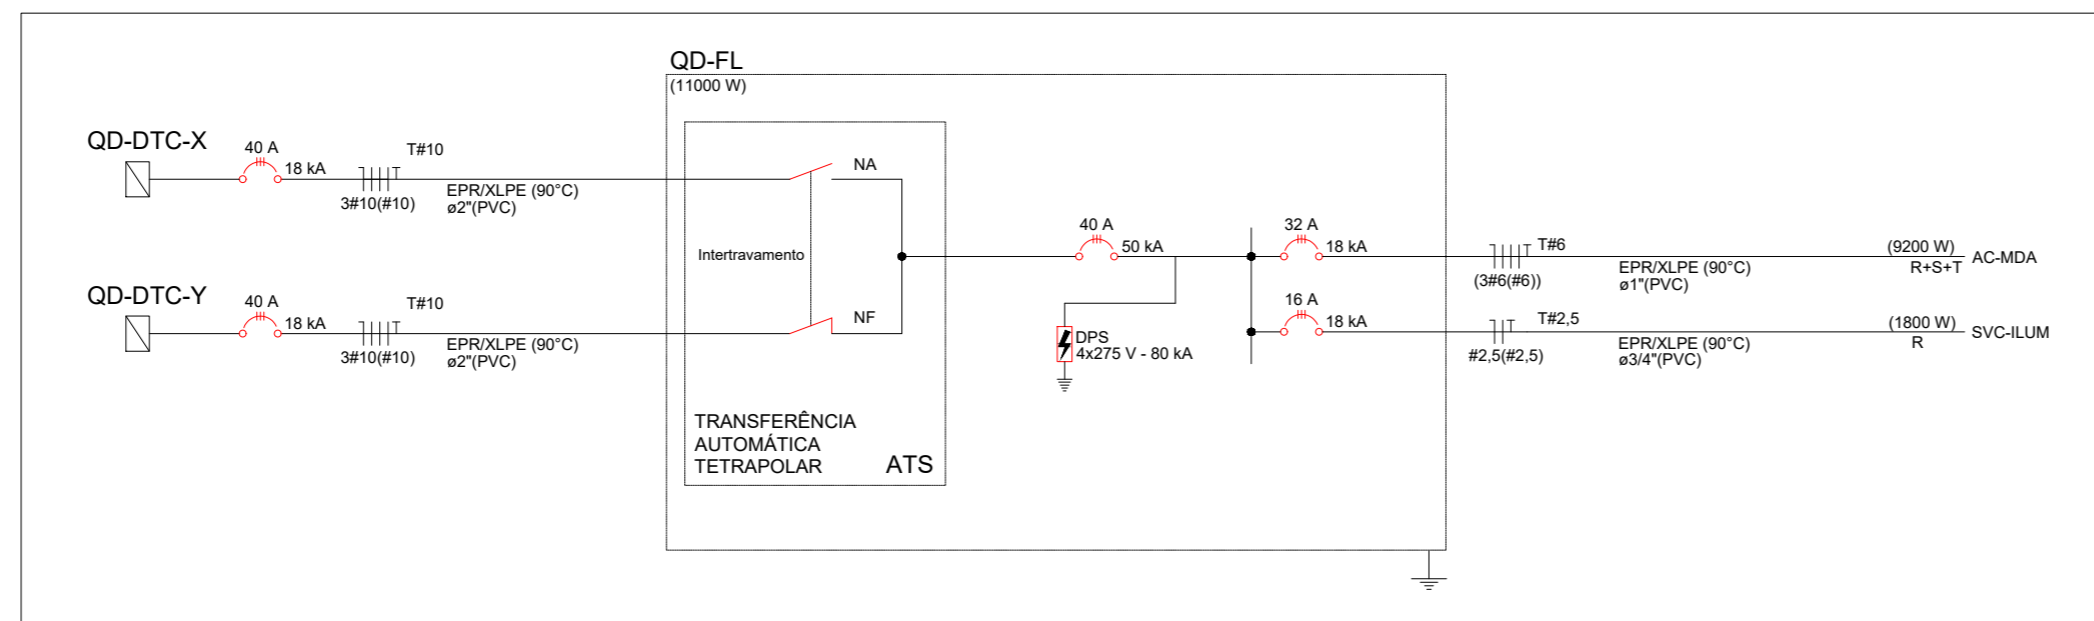 QD-FL
(11000 W)
QD-DTC-X
40 A
18 kA
T#10
3#10(#10)
EPR/XLPE (90°C)
ø2"(PVC)
NA
Intertravamento
QD-DTC-Y
40 A
18 kA
T#10
3#10(#10)
EPR/XLPE (90°C)
ø2"(PVC)
NF
TRANSFERÊNCIA
AUTOMÁTICA
TETRAPOLAR
ATS
40 A
50 kA
DPS
4x275 V - 80 kA
32 A
18 kA
T#6
(3#6(#6))
EPR/XLPE (90°C)
ø1"(PVC)
(9200 W)
R+S+T
AC-MDA
16 A
18 kA
T#2,5
#2,5(#2,5)
EPR/XLPE (90°C)
ø3/4"(PVC)
(1800 W)
R
SVC-ILUM